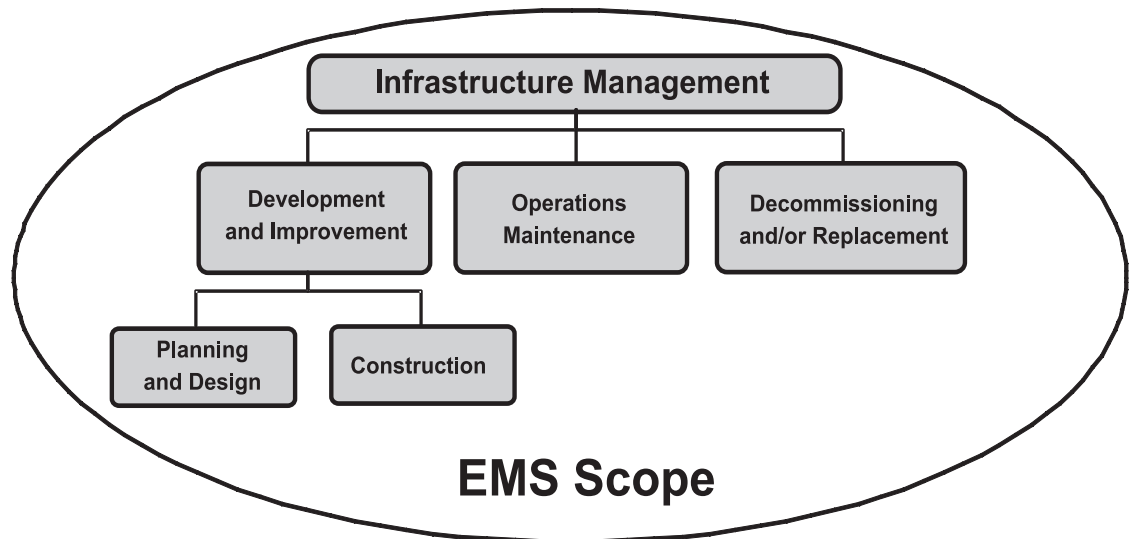 Infrastructure Management
Development
and Improvement
Operations
Maintenance
Decommissioning
and/or Replacement
Planning
and Design
Construction
EMS Scope